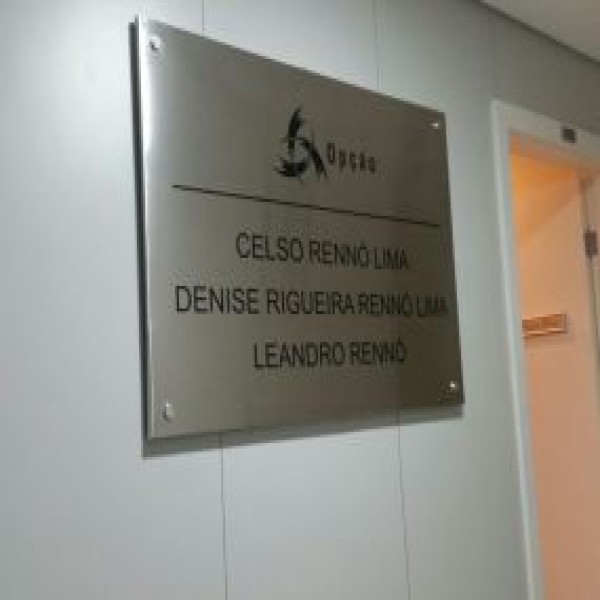 Opção
CELSO RENNÓ LIMA
DENISE RIGUEIRA RENNÓ LIMA
LEANDRO RENNÓ